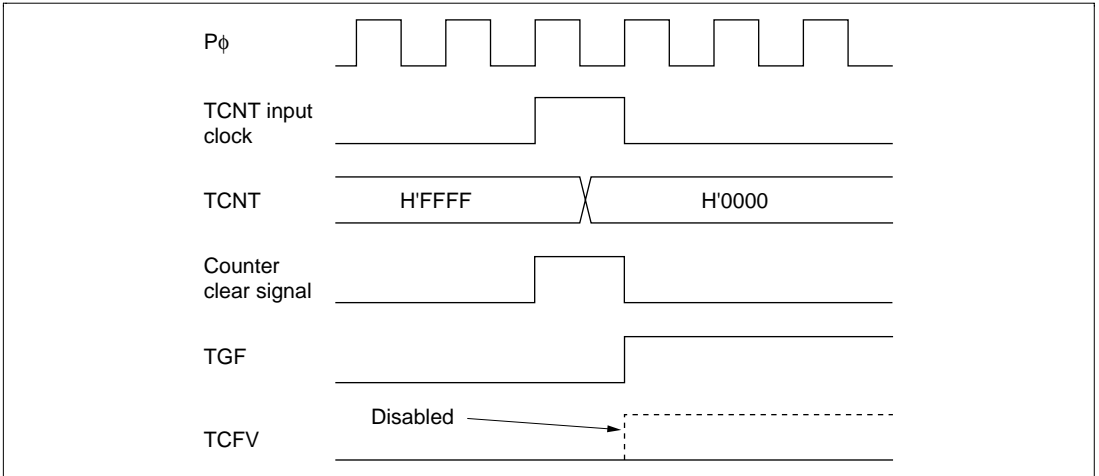 Pϕ
TCNT input
clock
TCNT
H'FFFF
H'0000
Counter
clear signal
TGF
Disabled
TCFV